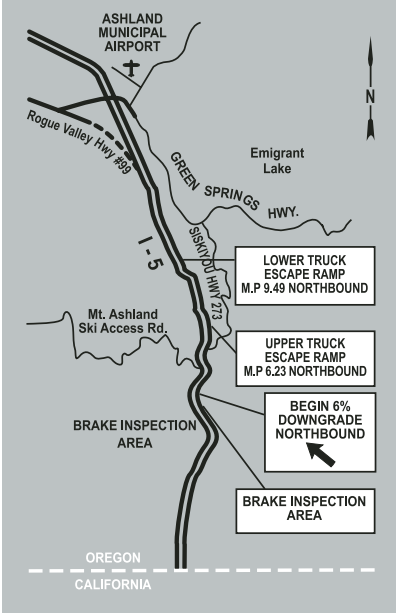 ASHLAND
MUNICIPAL
AIRPORT
N
Rogue Valley Hwy #99
GREEN SPRINGS HWY.
Emigrant
Lake
SISKIYOU HWY 273
I - 5
LOWER TRUCK
ESCAPE RAMP
M.P 9.49 NORTHBOUND
Mt. Ashland
Ski Access Rd.
UPPER TRUCK
ESCAPE RAMP
M.P 6.23 NORTHBOUND
BEGIN 6%
DOWNGRADE
NORTHBOUND
BRAKE INSPECTION
AREA
BRAKE INSPECTION
AREA
OREGON
CALIFORNIA